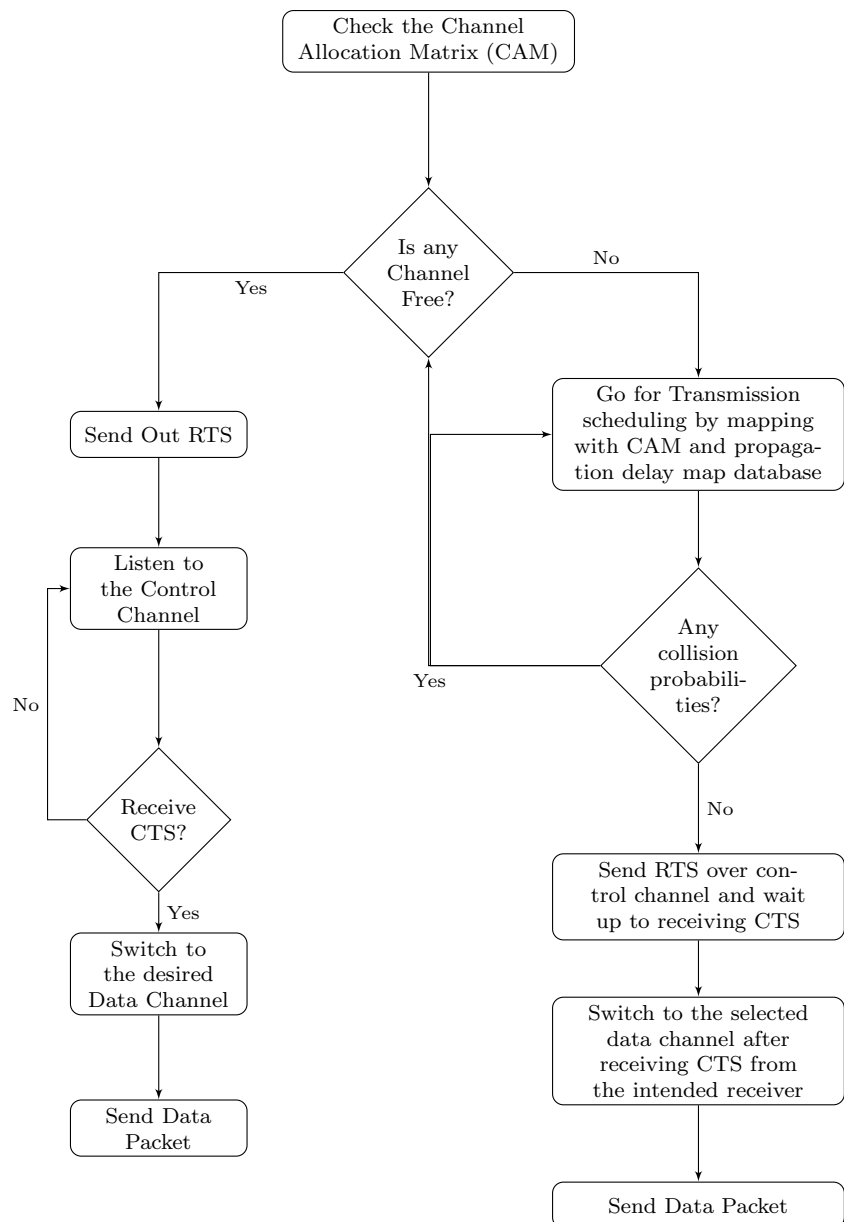 Check the Channel
Allocation Matrix (CAM)
Is any
Channel
Free?
Yes
No
Send Out RTS
Go for Transmission
scheduling by mapping
with CAM and propaga-
tion delay map database
Listen to
the Control
Channel
Any
collision
probabili-
ties?
Yes
No
Receive
CTS?
No
Send RTS over con-
trol channel and wait
up to receiving CTS
Yes
Switch to
the desired
Data Channel
Switch to the selected
data channel after
receiving CTS from
the intended receiver
Send Data
Packet
Send Data Packet